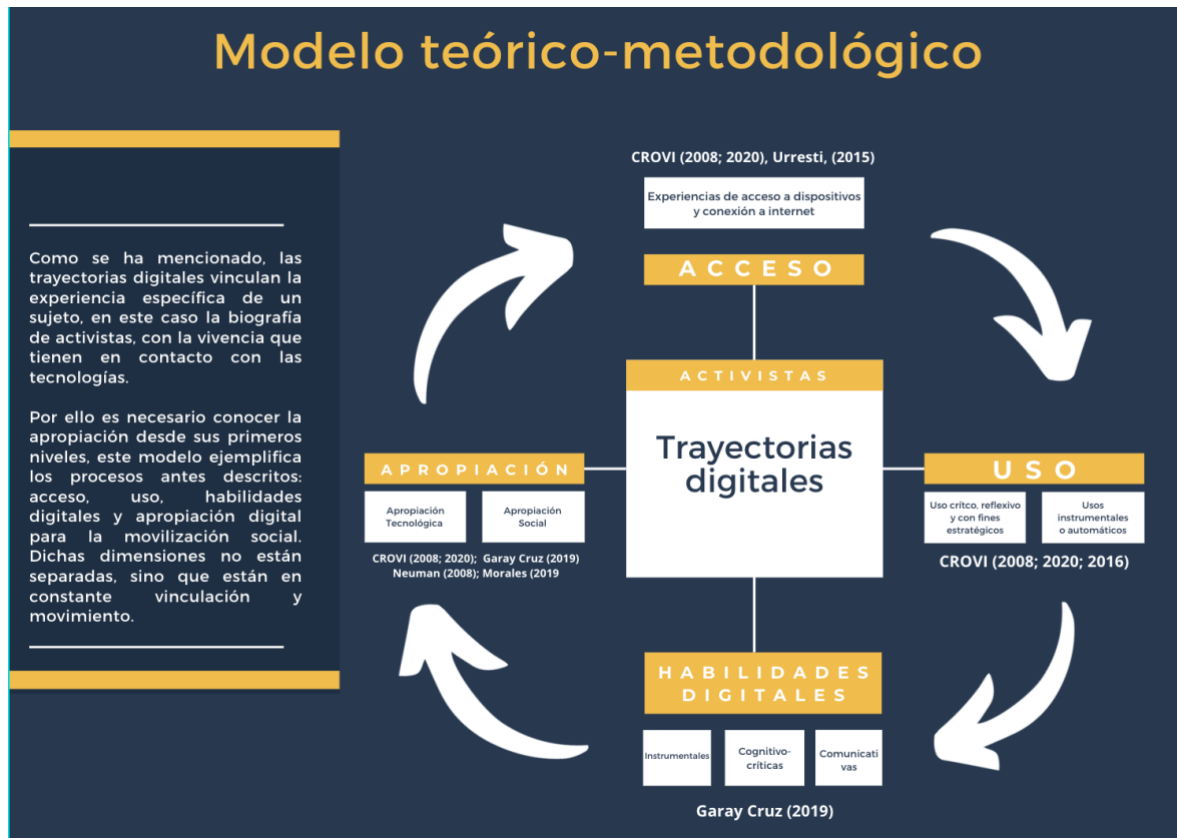 Modelo teórico-metodológico
Como se ha mencionado, las
trayectorias digitales vinculan la
experiencia específica de un
sujeto, en este caso la biografía
de activistas, con la vivencia que
tienen en contacto con las
tecnologías.
Por ello es necesario conocer la
apropiación desde sus primeros
niveles, este modelo ejemplifica
los procesos antes descritos:
acceso, uso, habilidades
digitales y apropiación digital
para la movilización social.
Dichas dimensiones no están
separadas, sino que están en
constante vinculación y
movimiento.
CROVI (2008; 2020), Urresti, (2015)
Experiencias de acceso a dispositivos
y conexión a internet
ACCESO
ACTIVISTAS
Trayectorias
digitales
APROPIACIÓN
Apropiación
Tecnológica
Apropiación
Social
CROVI (2008; 2020); Garay Cruz (2019)
Neuman (2008); Morales (2019
USO
Uso crítco, reflexivo
y con fines
estratégicos
Usos
instrumentales
o automáticos
CROVI (2008; 2020; 2016)
HABILIDADES
DIGITALES
Instrumentales
Cognitivo-
críticas
Comunicati
vas
Garay Cruz (2019)